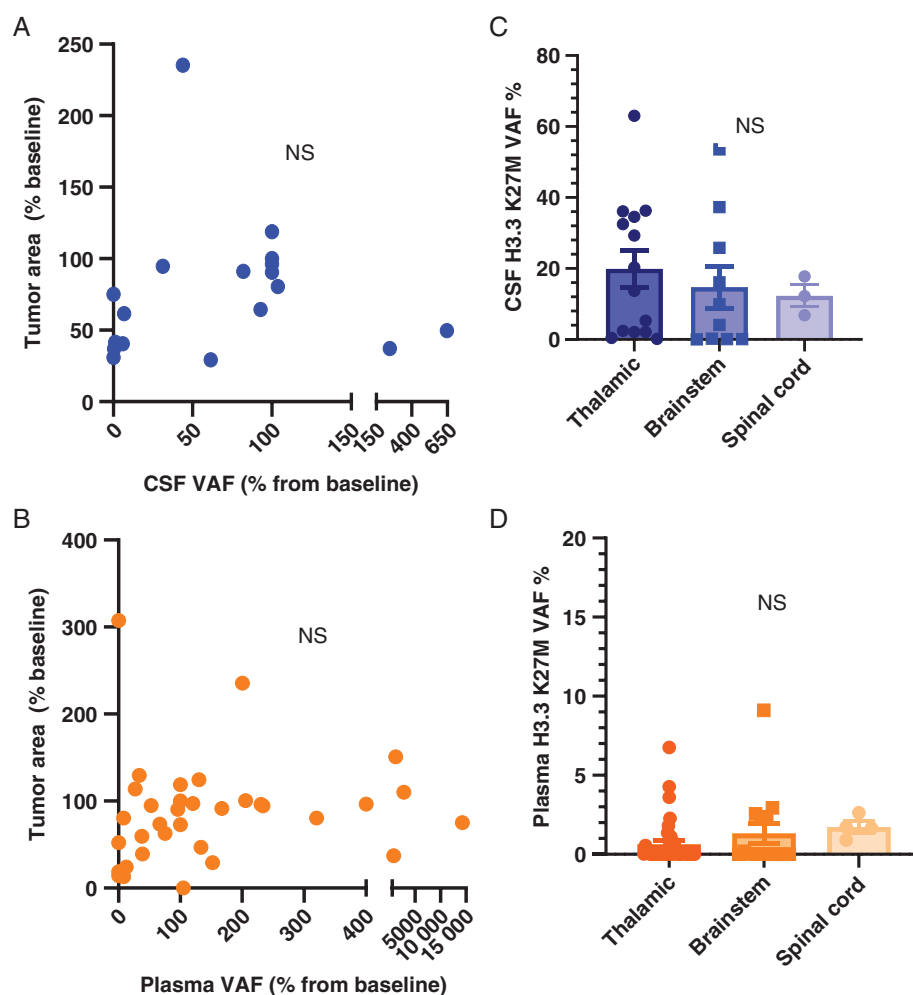 A
250
200
150
100
50
0
Tumor area (% baseline)
NS
0
50
100
150
150
400
650
CSF VAF (% from baseline)
B
400
300
200
100
0
Tumor area (% baseline)
NS
0
100
200
300
400
5000
10 000
15 000
Plasma VAF (% from baseline)
C
80
60
40
20
0
CSF H3.3 K27M VAF %
NS
Thalamic
Brainstem
Spinal cord
D
20
15
10
5
0
Plasma H3.3 K27M VAF %
NS
Thalamic
Brainstem
Spinal cord